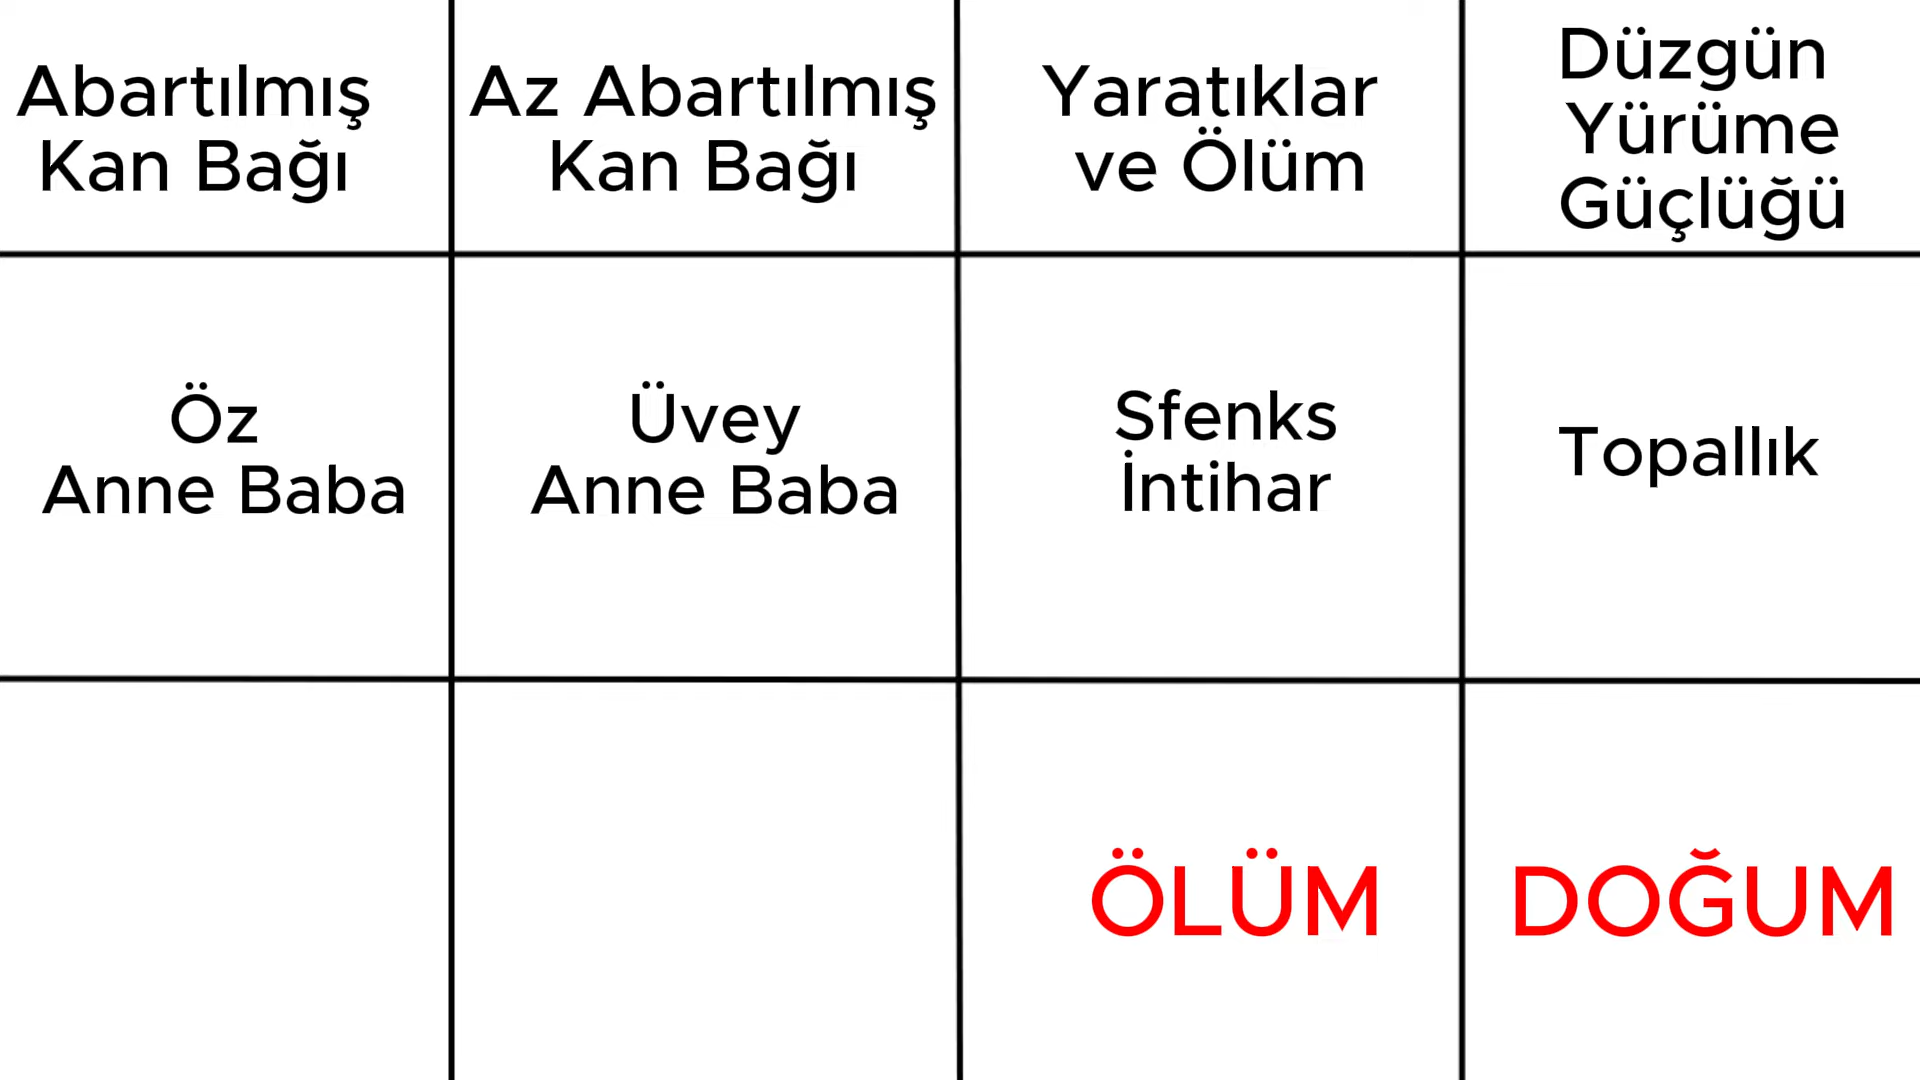 Abartılmış
Kan Bağı
Az Abartılmış
Kan Bağı
Yaratıklar
ve Ölüm
Düzgün
Yürüme
Güçlüğü
Öz
Anne Baba
Üvey
Anne Baba
Sfenks
İntihar
Topallık
ÖLÜM
DOĞUM